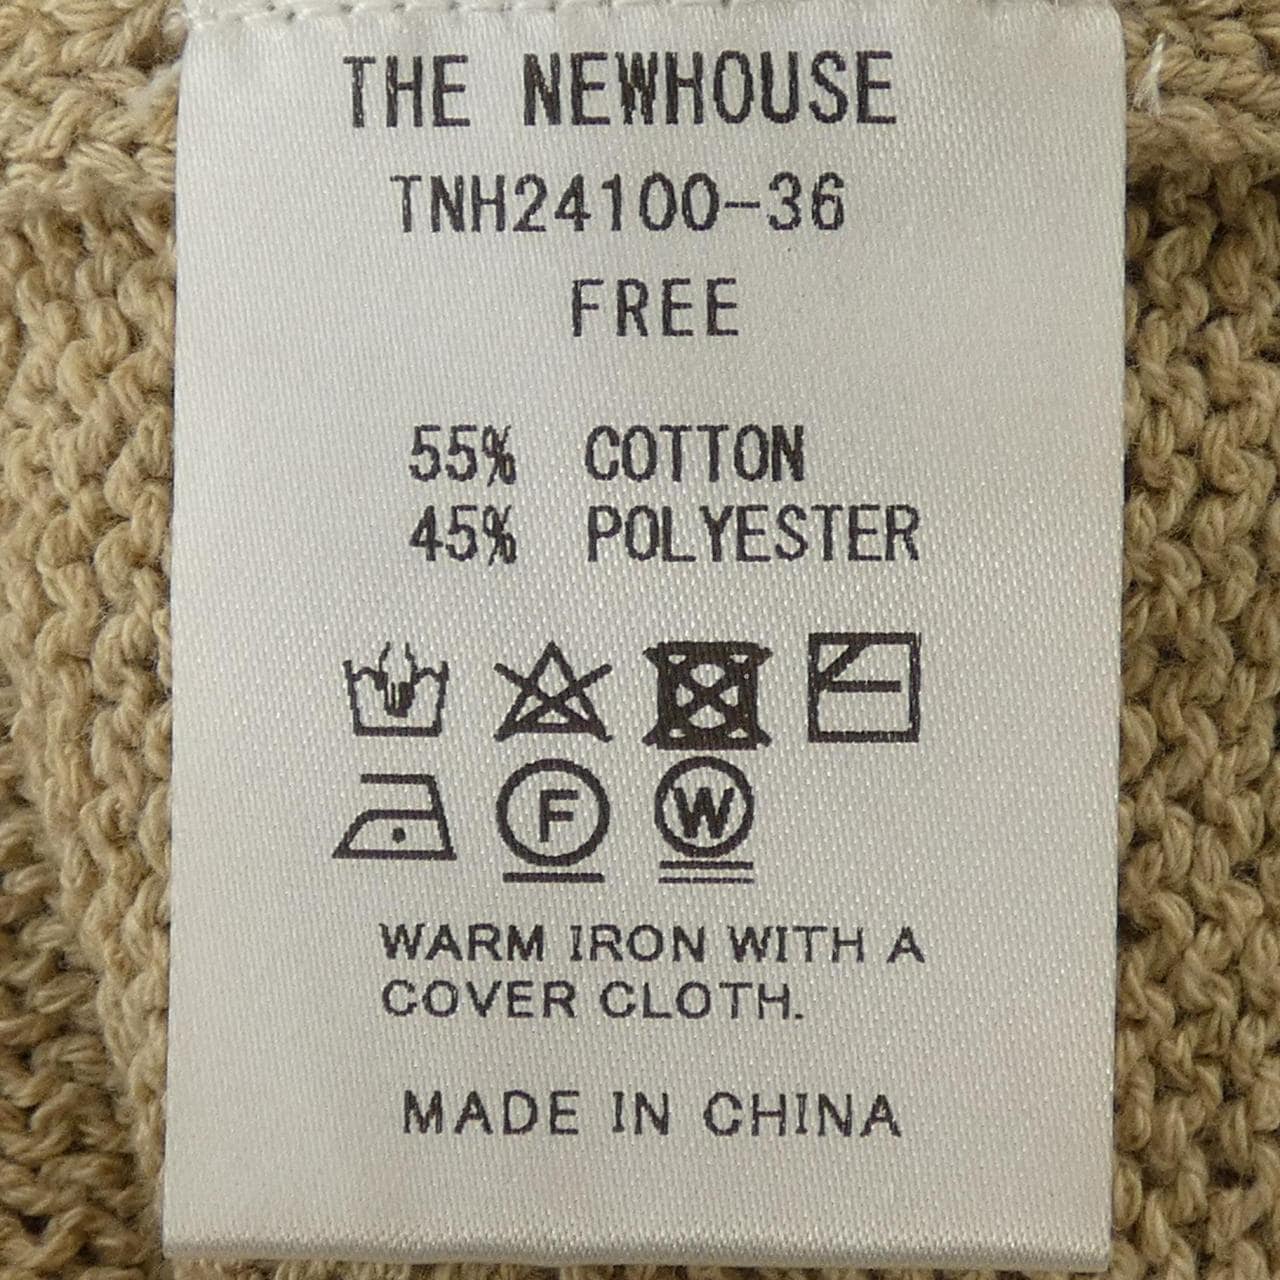 THE NEWHOUSE
TNH24100-36
FREE
55% COTTON
45% POLYESTER
F W
WARM IRON WITH A
COVER CLOTH.
MADE IN CHINA